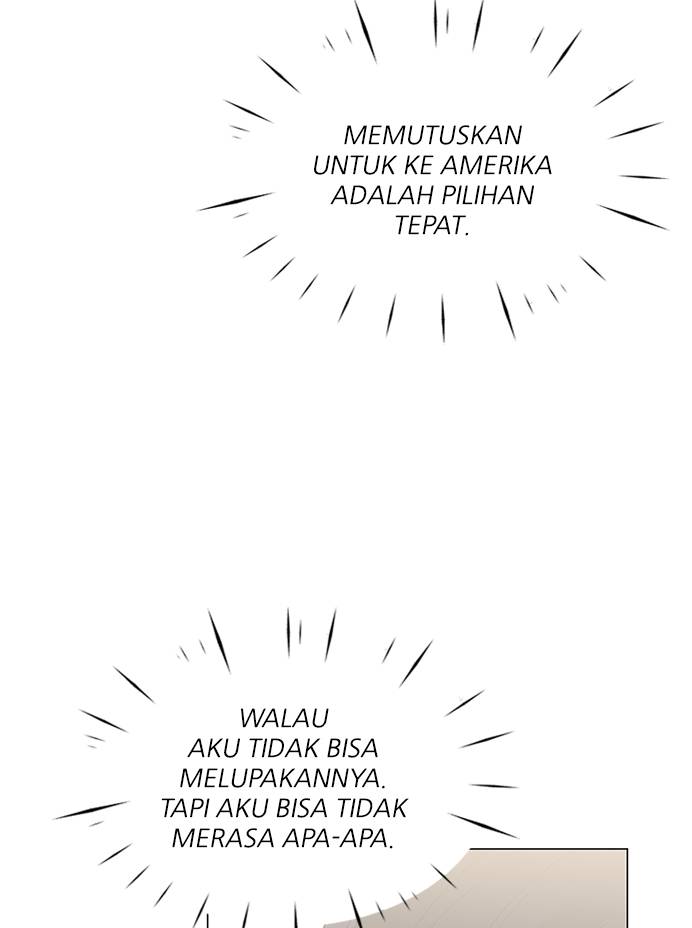 MEMUTUSKAN
UNTUK KE AMERIKA
ADALAH PILIHAN
TEPAT.
WALAU
AKU TIDAK BISA
MELUPAKANNYA.
TAPI AKU BISA TIDAK
MERASA APA-APA.